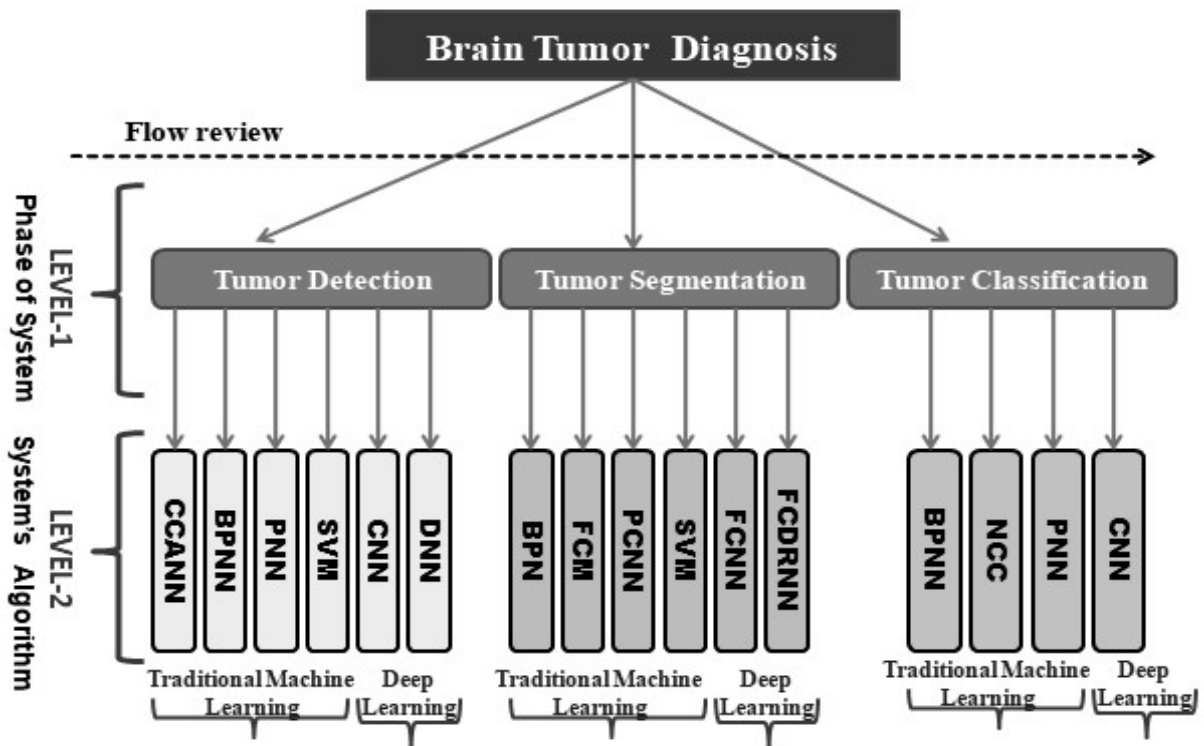 Brain Tumor Diagnosis
Flow review
LEVEL-1
Phase of System
Tumor Detection
Tumor Segmentation
Tumor Classification
LEVEL-2
System's Algorithm
CCANN
BPNN
PNN
SVM
CNN
DNN
BPN
FCM
PCNN
SVM
FCNN
FCDRNN
BPNN
NCC
PNN
CNN
Traditional Machine
Learning
Deep
Learning
Traditional Machine
Learning
Deep
Learning
Traditional Machine
Learning
Deep
Learning